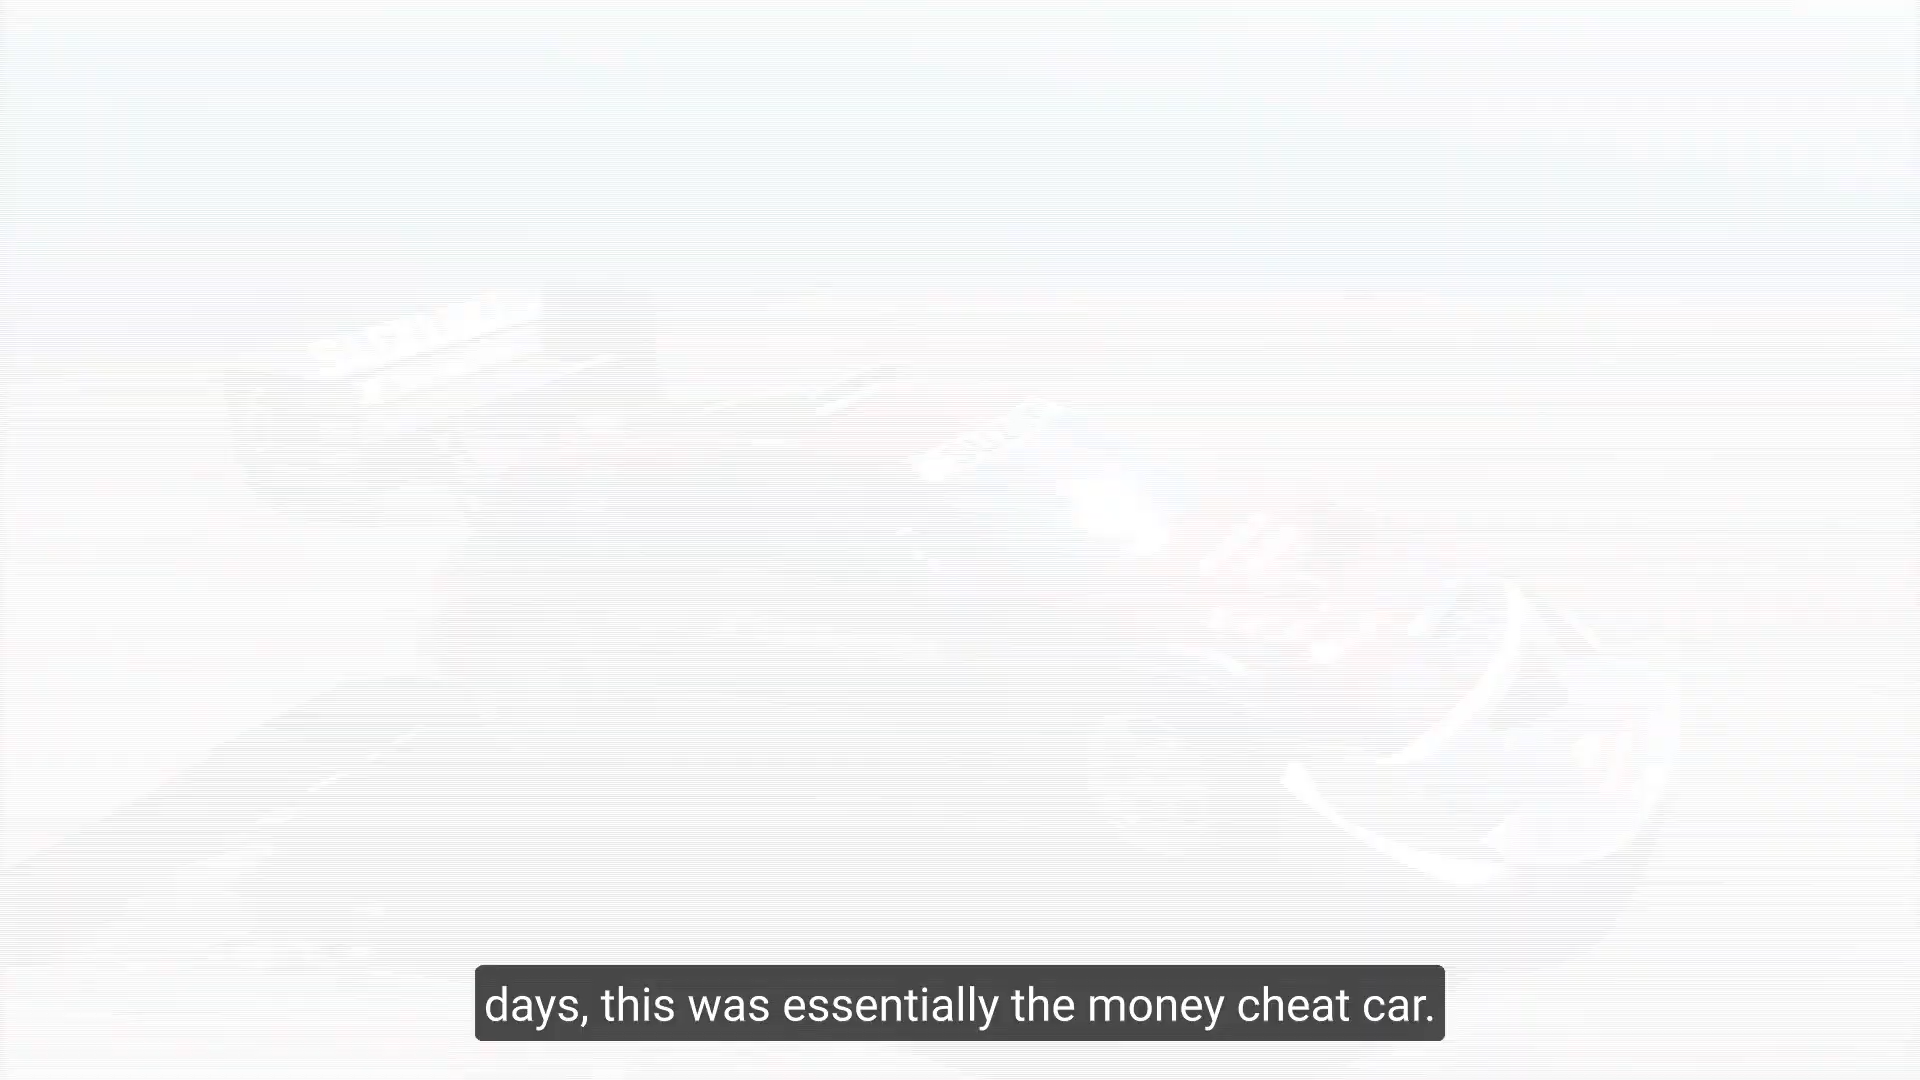 days, this was essentially the money cheat car.